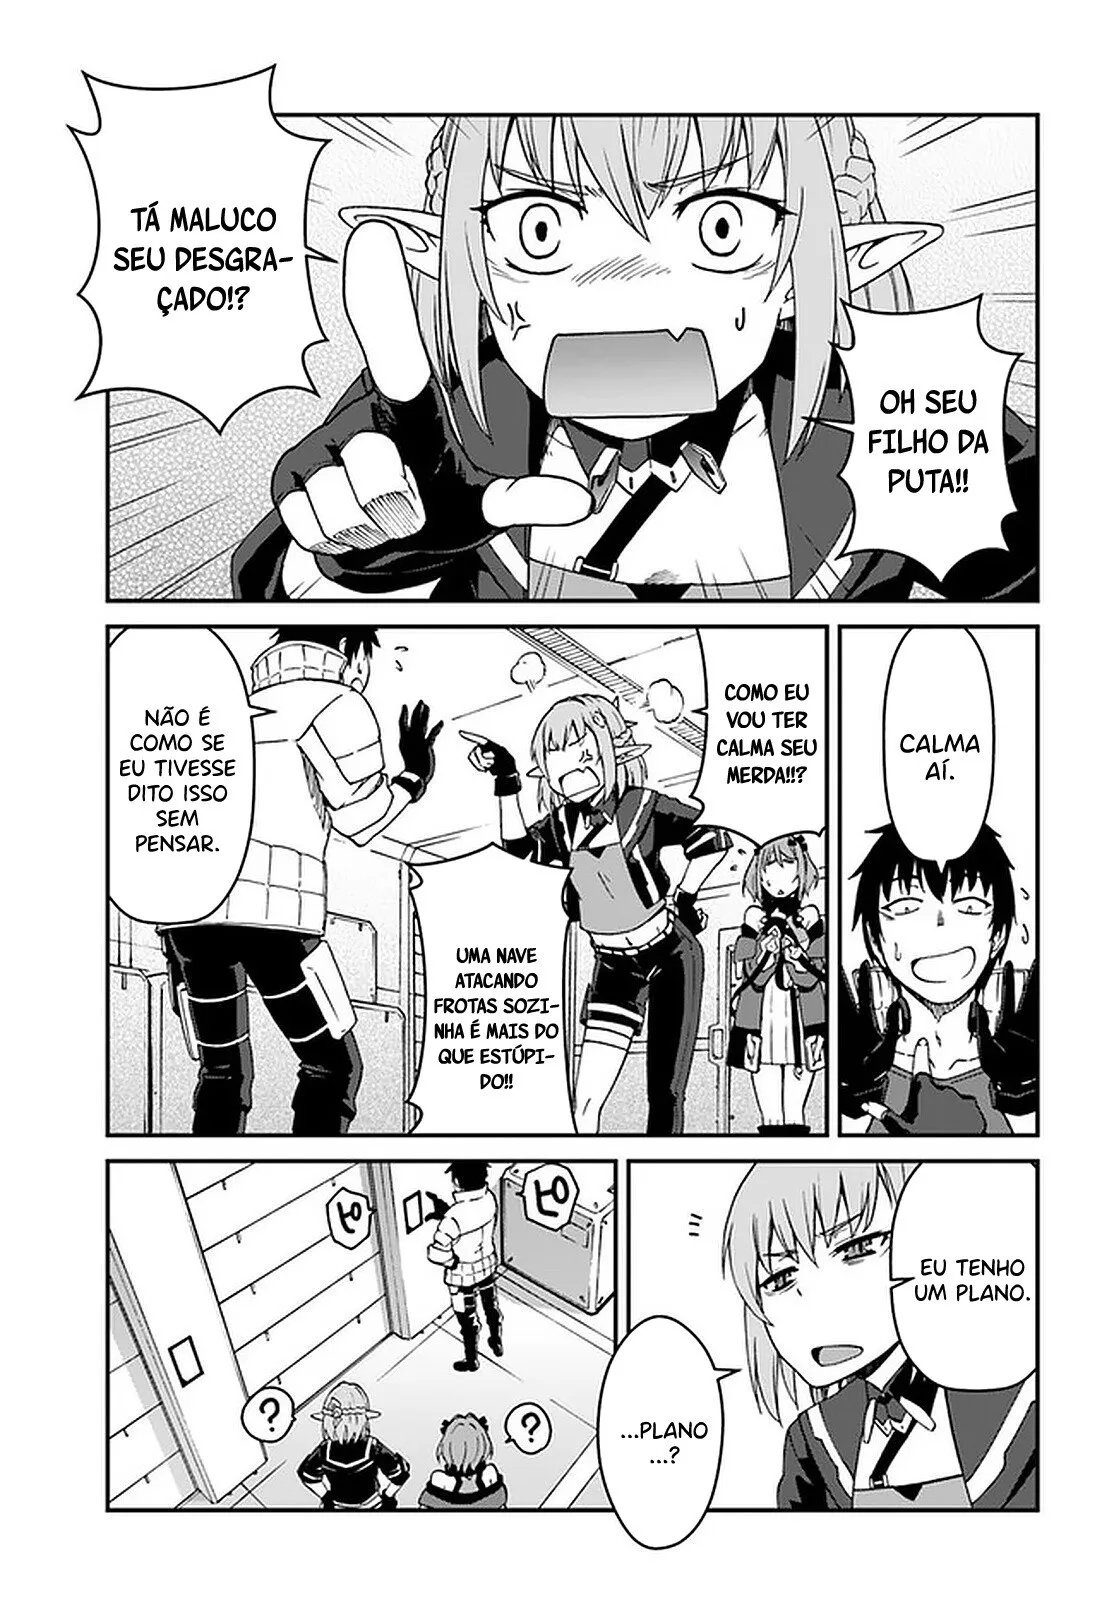 OH SEU
FILHO DA
PUTA!!
TÁ MALUCO
SEU DESGRA-
ÇADO!?
CALMA
AÍ.
COMO EU
VOU TER
CALMA SEU
MERDA!!?
UMA NAVE
ATACANDO
FROTAS SOZI-
NHA É MAIS DO
QUE ESTÚPI-
DO!!
NÃO É
COMO SE
EU TIVESSE
DITO ISSO
SEM
PENSAR.
EU TENHO
UM PLANO.
...PLANO
...?
ピ
ピ
?
?